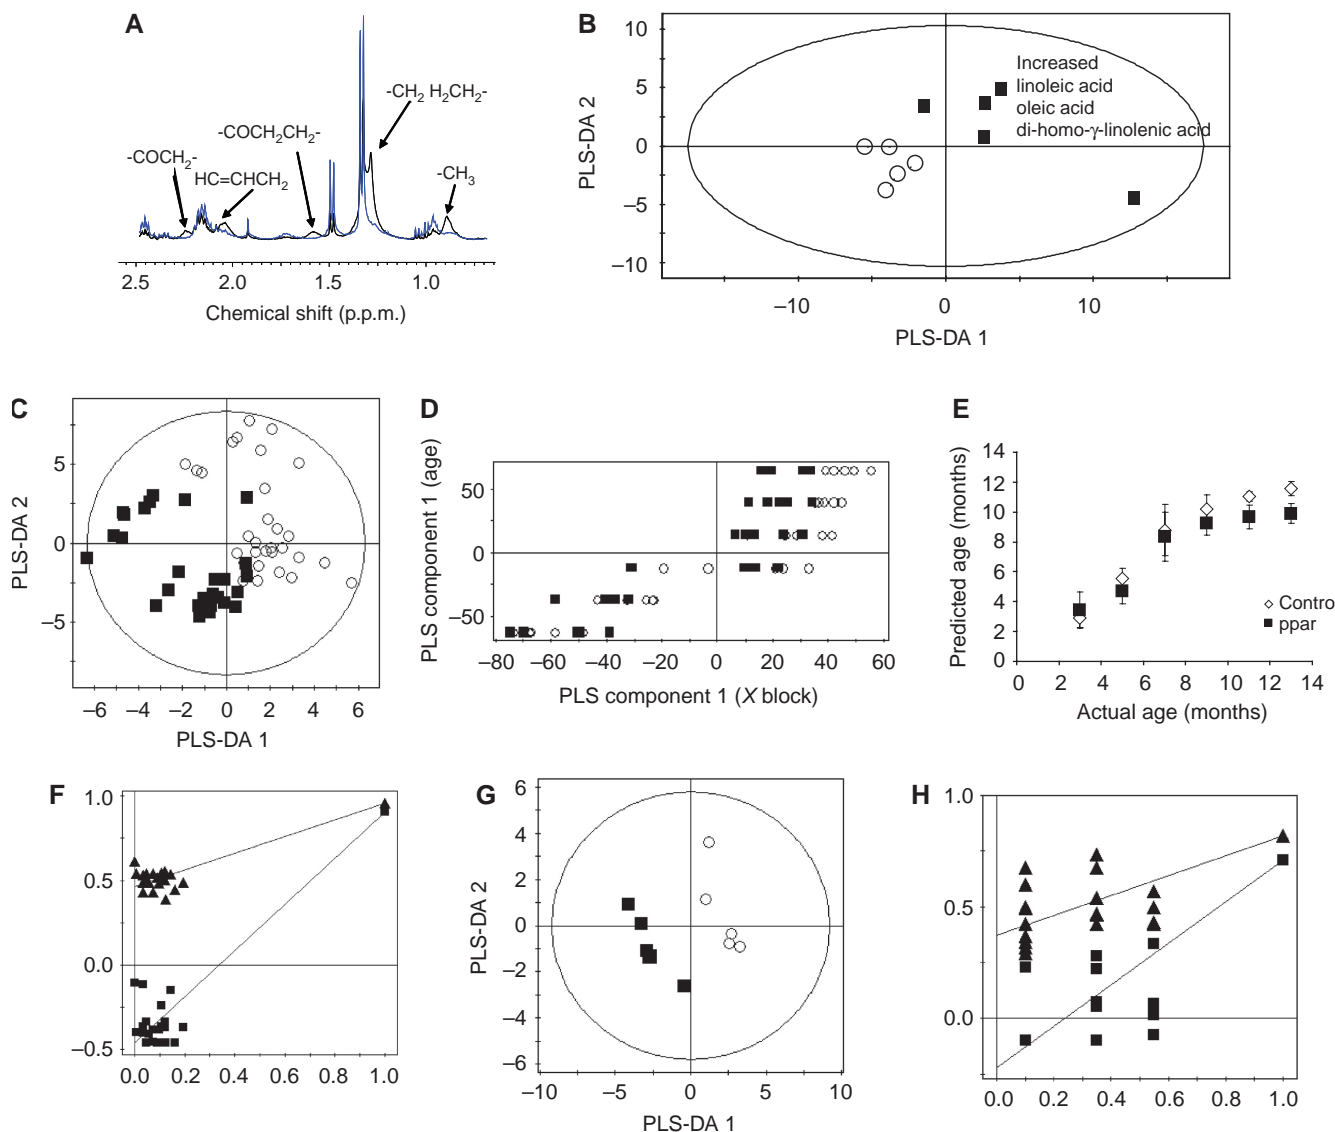 A
-CH₂ H₂CH₂-
-COCH₂CH₂-
-COCH₂-
HC=CHCH₂
-CH₃
2.5 2.0 1.5 1.0
Chemical shift (p.p.m.)
B
10
5
0
–5
–10
PLS-DA 2
Increased
linoleic acid
oleic acid
di-homo-γ-linolenic acid
–10 0 10
PLS-DA 1
C
5
0
–5
PLS-DA 2
–6 –4 –2 0 2 4 6
PLS-DA 1
D
PLS component 1 (age)
50
0
–50
–80 –60 –40 –20 0 20 40 60
PLS component 1 (X block)
E
Predicted age (months)
14
12
10
8
6
4
2
0
Contro
ppar
0 2 4 6 8 10 12 14
Actual age (months)
F
1.0
0.5
0.0
–0.5
0.0 0.2 0.4 0.6 0.8 1.0
G
6
4
2
0
–2
–4
–6
PLS-DA 2
–10 –5 0 5 10
PLS-DA 1
H
1.0
0.5
0.0
0.0 0.2 0.4 0.6 0.8 1.0